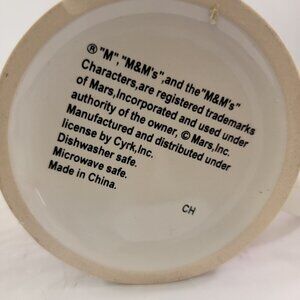 ® "M", "M&M's", and the "M&M's"
Characters, are registered trademarks
of Mars, Incorporated and used under
authority of the owner, © Mars, Inc.
Manufactured and distributed under
license by Cyrk, Inc.
Dishwasher safe.
Microwave safe.
Made in China.
CH